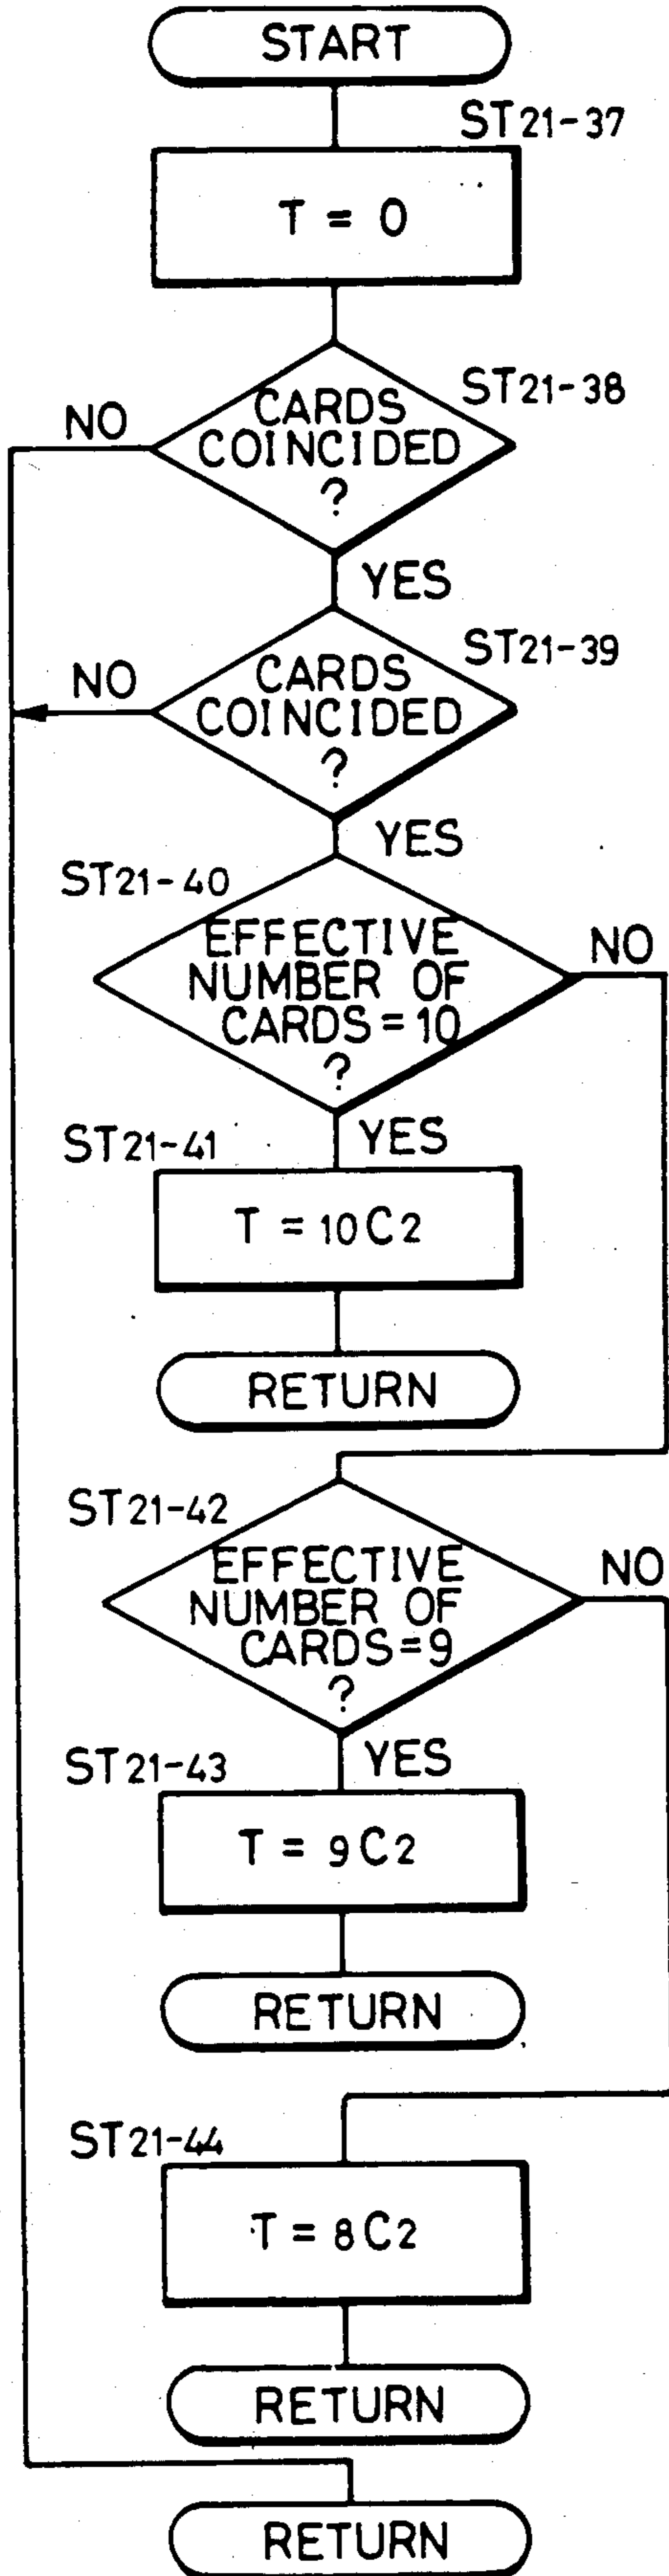 START
ST21-37
T = 0
ST21-38
NO
CARDS
COINCIDED
?
YES
ST21-39
NO
CARDS
COINCIDED
?
YES
ST21-40
EFFECTIVE
NUMBER OF
CARDS=10
?
NO
ST21-41
YES
T = 10C2
RETURN
ST21-42
EFFECTIVE
NUMBER OF
CARDS=9
?
NO
ST21-43
YES
T = 9C2
RETURN
ST21-44
T = 8C2
RETURN
RETURN